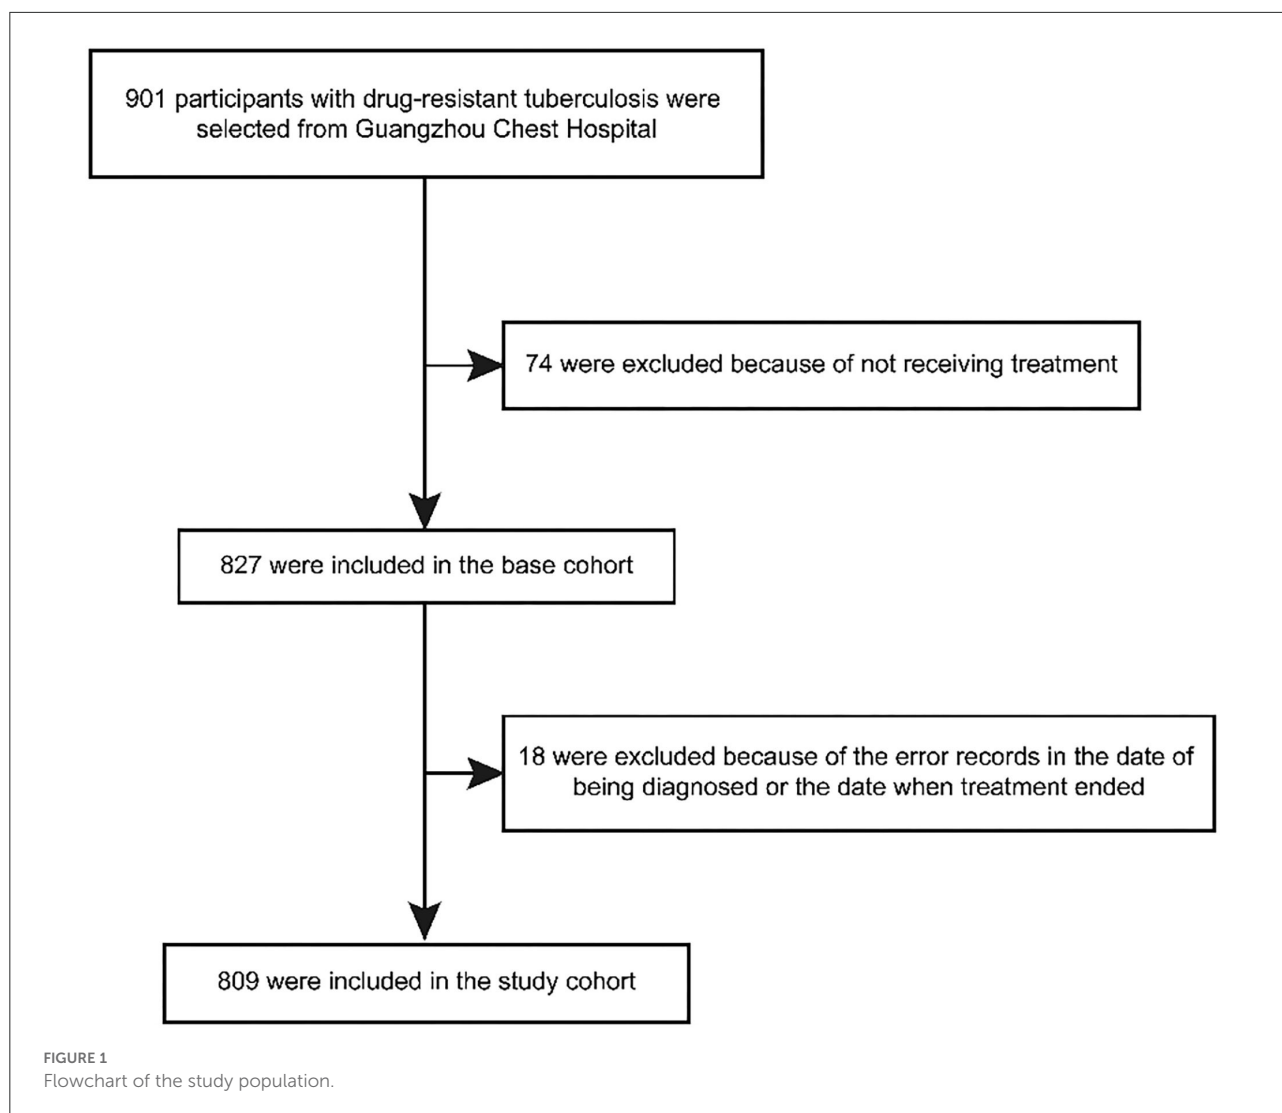 901 participants with drug-resistant tuberculosis were
selected from Guangzhou Chest Hospital
74 were excluded because of not receiving treatment
827 were included in the base cohort
18 were excluded because of the error records in the date of
being diagnosed or the date when treatment ended
809 were included in the study cohort
FIGURE 1
Flowchart of the study population.